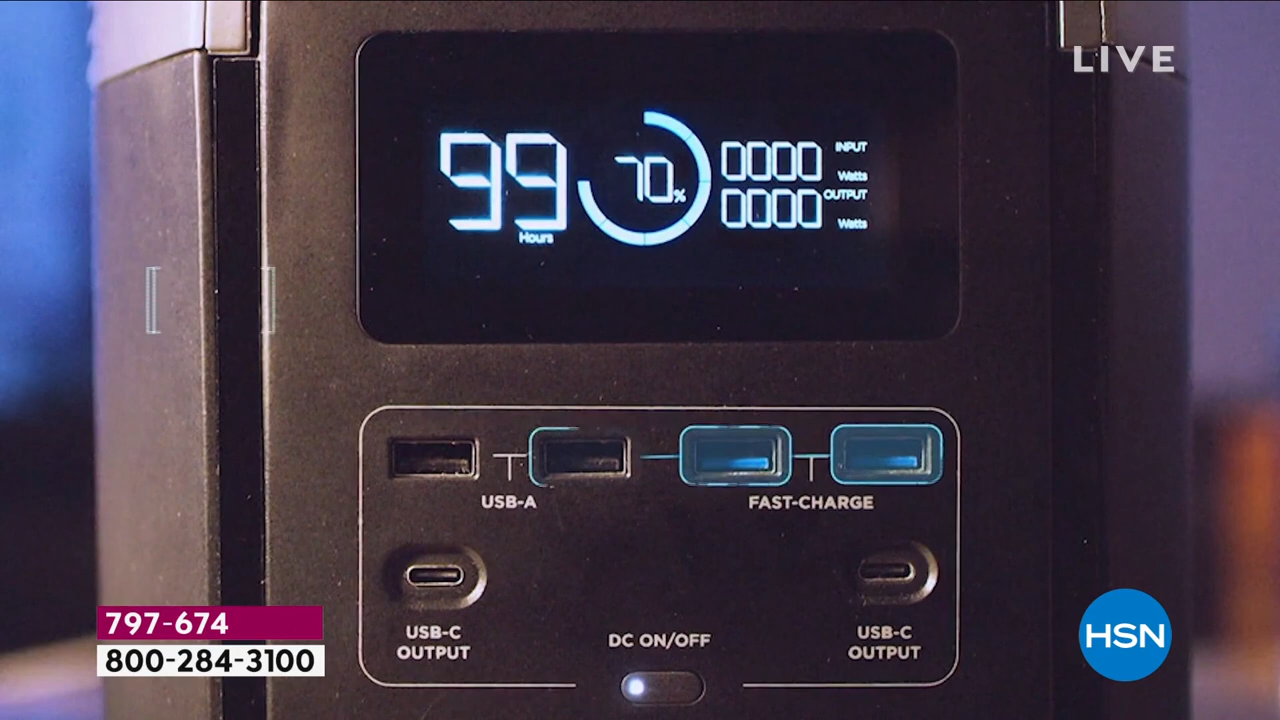 LIVE
99
Hours
70%
0000 INPUT
Watts
0000 OUTPUT
Watts
USB-A
FAST-CHARGE
USB-C
OUTPUT
DC ON/OFF
USB-C
OUTPUT
797-674
800-284-3100
HSN